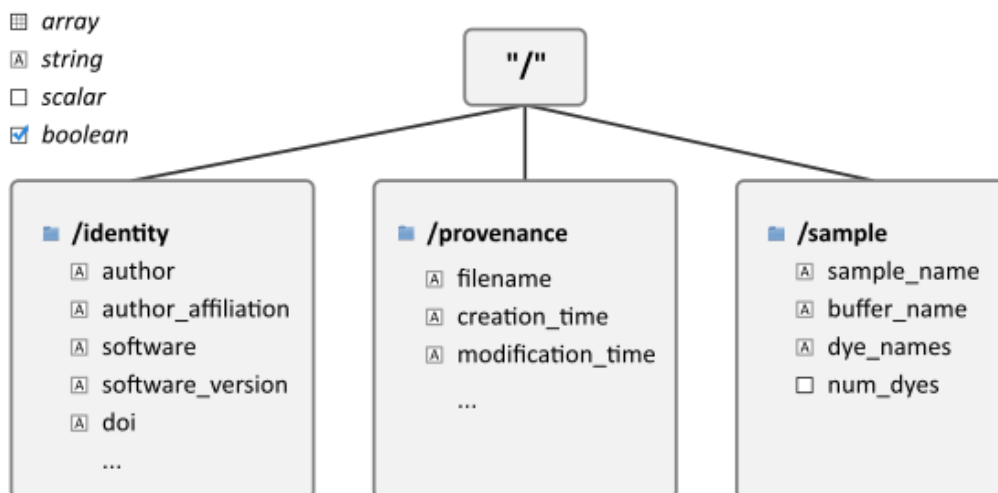 array
string
scalar
boolean
"/"
/identity
A author
A author_affiliation
A software
A software_version
A doi
...
/provenance
A filename
A creation_time
A modification_time
...
/sample
A sample_name
A buffer_name
A dye_names
num_dyes